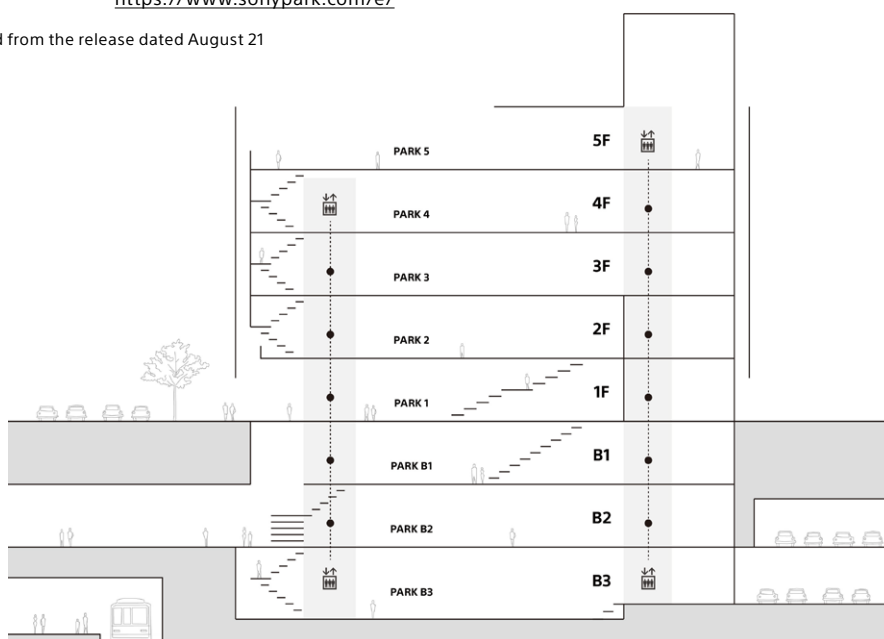 https://www.sonypark.com/e/
from the release dated August 21
PARK 5 5F
PARK 4 4F
PARK 3 3F
PARK 2 2F
PARK 1 1F
PARK B1 B1
PARK B2 B2
PARK B3 B3